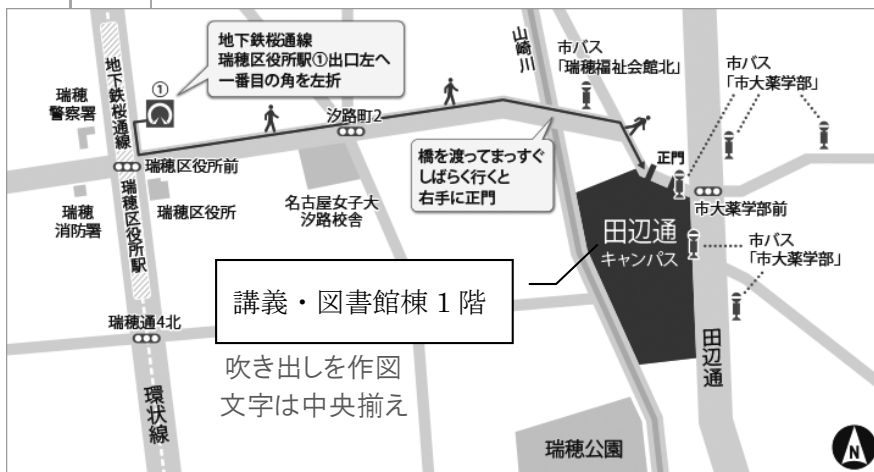 地下鉄桜通線
瑞穂区役所駅①出口左へ
一番目の角を左折
山崎川
市バス
「瑞穂福祉会館北」
市バス
「市大薬学部」
地下鉄桜通線
①
瑞穂
警察署
汐路町2
橋を渡ってまっすぐ
しばらく行くと
右手に正門
正門
瑞穂区役所前
瑞穂
消防署
瑞穂区役所
瑞穂区役所駅
名古屋女子大
汐路校舎
市大薬学部前
田辺通
キャンパス
市バス
「市大薬学部」
講義・図書館棟1階
瑞穂通4北
吹き出しを作図
文字は中央揃え
田辺通
環状線
瑞穂公園
N